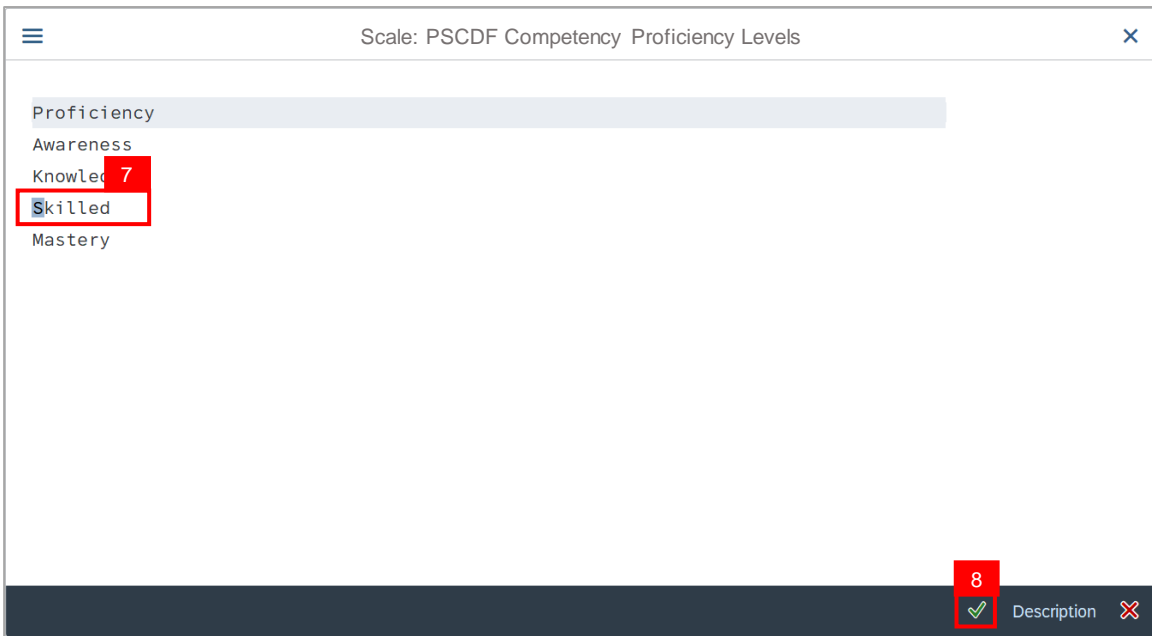 Scale: PSCDF Competency Proficiency Levels
Proficiency
Awareness
Knowled
7
Skilled
Mastery
8
Description